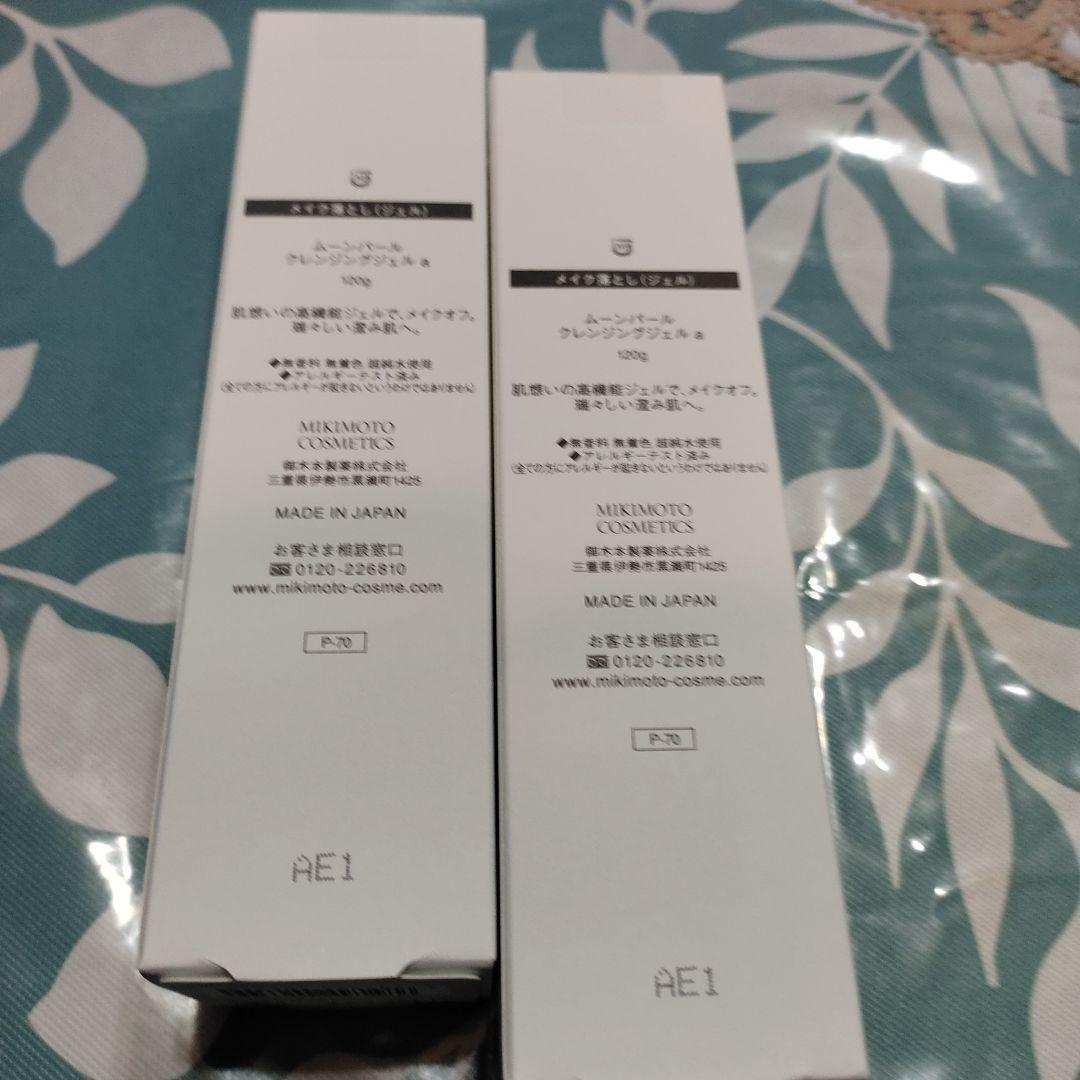 メイク落とし(ジェル)
ムーンパール
クレンジングジェル a
120g
肌想いの高機能ジェルで、メイクオフ。
瑞々しい澄み肌へ。
◆無香料 無着色 超純水使用
◆アレルギーテスト済み
(全ての方にアレルギーが起きないというわけではありません)
MIKIMOTO
COSMETICS
御木本製薬株式会社
三重県伊勢市黒瀬町1425
MADE IN JAPAN
お客さま相談窓口
0120-226810
www.mikimoto-cosme.com
P-70
AE1
メイク落とし(ジェル)
ムーンパール
クレンジングジェル a
120g
肌想いの高機能ジェルで、メイクオフ。
瑞々しい澄み肌へ。
◆無香料 無着色 超純水使用
◆アレルギーテスト済み
(全ての方にアレルギーが起きないというわけではありません)
MIKIMOTO
COSMETICS
御木本製薬株式会社
三重県伊勢市黒瀬町1425
MADE IN JAPAN
お客さま相談窓口
0120-226810
www.mikimoto-cosme.com
P-70
AE1